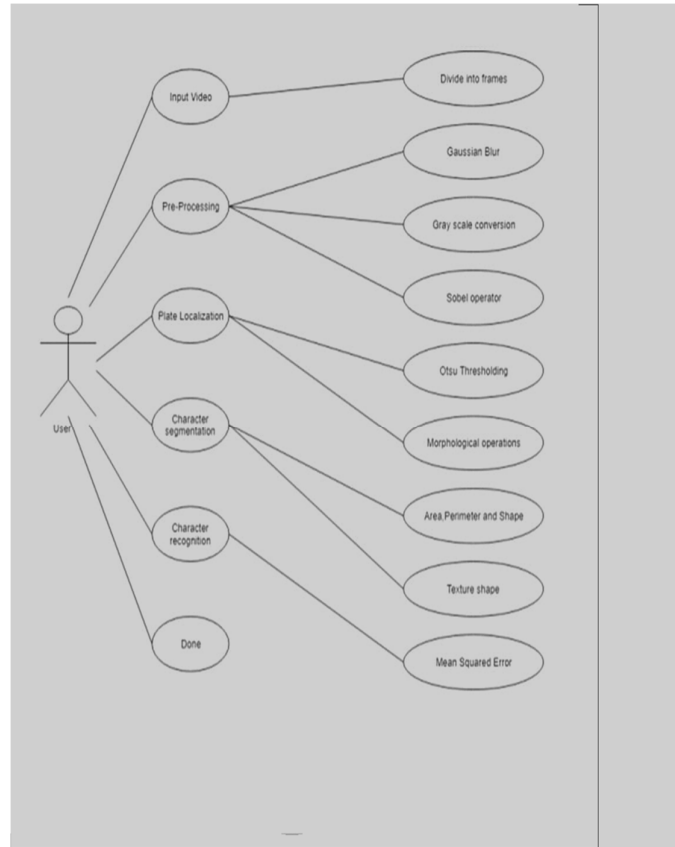 Input Video
Divide into frames
Gaussian Blur
Pre-Processing
Gray scale conversion
Sobel operator
Plate Localization
Otsu Thresholding
User
Character
segmentation
Morphological operations
Area,Perimeter and Shape
Character
recognition
Texture shape
Done
Mean Squared Error